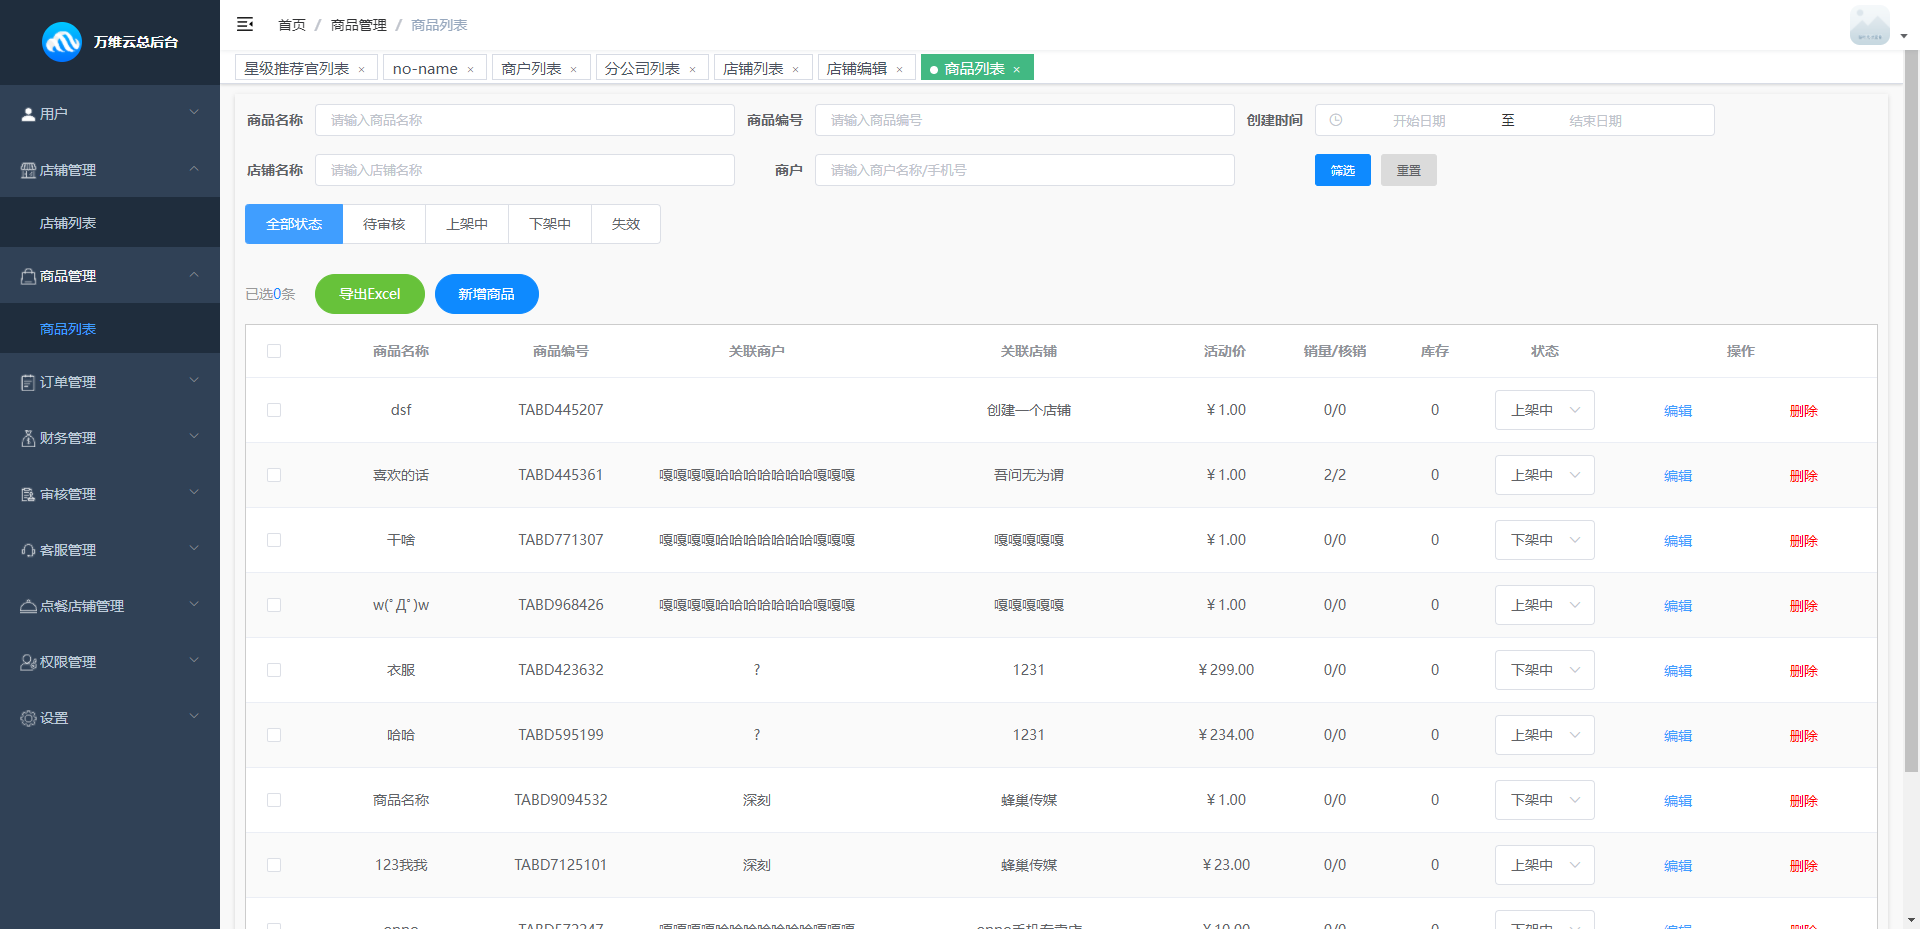 万维云总后台
首页 / 商品管理 / 商品列表
星级推荐官列表 × no-name × 商户列表 × 分公司列表 × 店铺列表 × 店铺编辑 × 商品列表 ×
用户
店铺管理
店铺列表
商品管理
商品列表
订单管理
财务管理
审核管理
客服管理
点餐店铺管理
权限管理
设置
商品名称 请输入商品名称 商品编号 请输入商品编号 创建时间 开始日期 至 结束日期
店铺名称 请输入店铺名称 商户 请输入商户名称/手机号 筛选 重置
全部状态 待审核 上架中 下架中 失效
已选0条 导出Excel 新增商品
商品名称 商品编号 关联商户 关联店铺 活动价 销量/核销 库存 状态 操作
dsf TABD445207 创建一个店铺 ¥1.00 0/0 0 上架中 编辑 删除
喜欢的话 TABD445361 嘎嘎嘎嘎哈哈哈哈哈哈哈嘎嘎嘎 吾问无为谓 ¥1.00 2/2 0 上架中 编辑 删除
干啥 TABD771307 嘎嘎嘎嘎哈哈哈哈哈哈哈嘎嘎嘎 嘎嘎嘎嘎嘎 ¥1.00 0/0 0 下架中 编辑 删除
w(ﾟДﾟ)w TABD968426 嘎嘎嘎嘎哈哈哈哈哈哈哈嘎嘎嘎 嘎嘎嘎嘎嘎 ¥1.00 0/0 0 上架中 编辑 删除
衣服 TABD423632 ? 1231 ¥299.00 0/0 0 下架中 编辑 删除
哈哈 TABD595199 ? 1231 ¥234.00 0/0 0 上架中 编辑 删除
商品名称 TABD9094532 深刻 蜂巢传媒 ¥1.00 0/0 0 下架中 编辑 删除
123我我 TABD7125101 深刻 蜂巢传媒 ¥23.00 0/0 0 上架中 编辑 删除